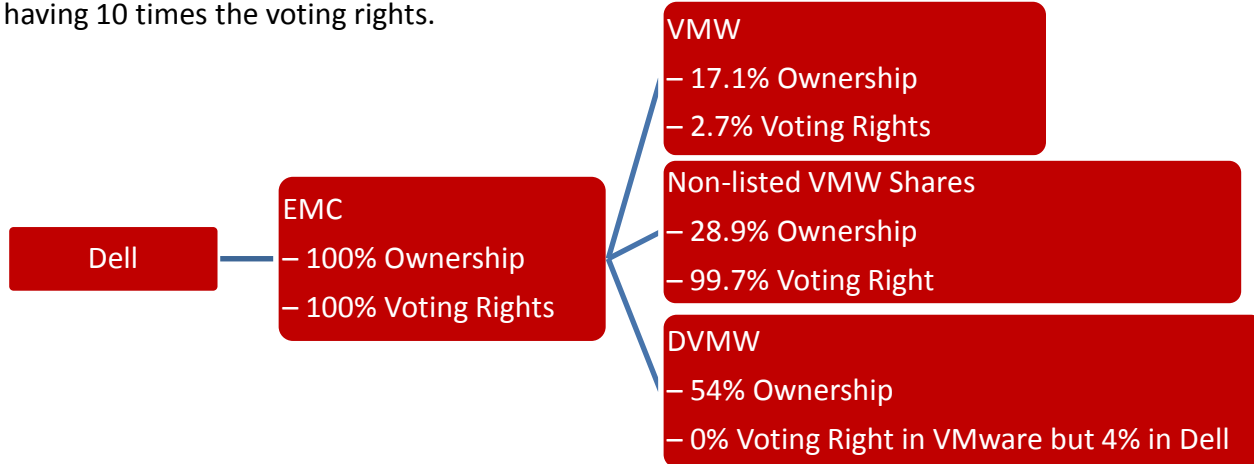 having 10 times the voting rights.
Dell
EMC
– 100% Ownership
– 100% Voting Rights
VMW
– 17.1% Ownership
– 2.7% Voting Rights
Non-listed VMW Shares
– 28.9% Ownership
– 99.7% Voting Right
DVMW
– 54% Ownership
– 0% Voting Right in VMware but 4% in Dell